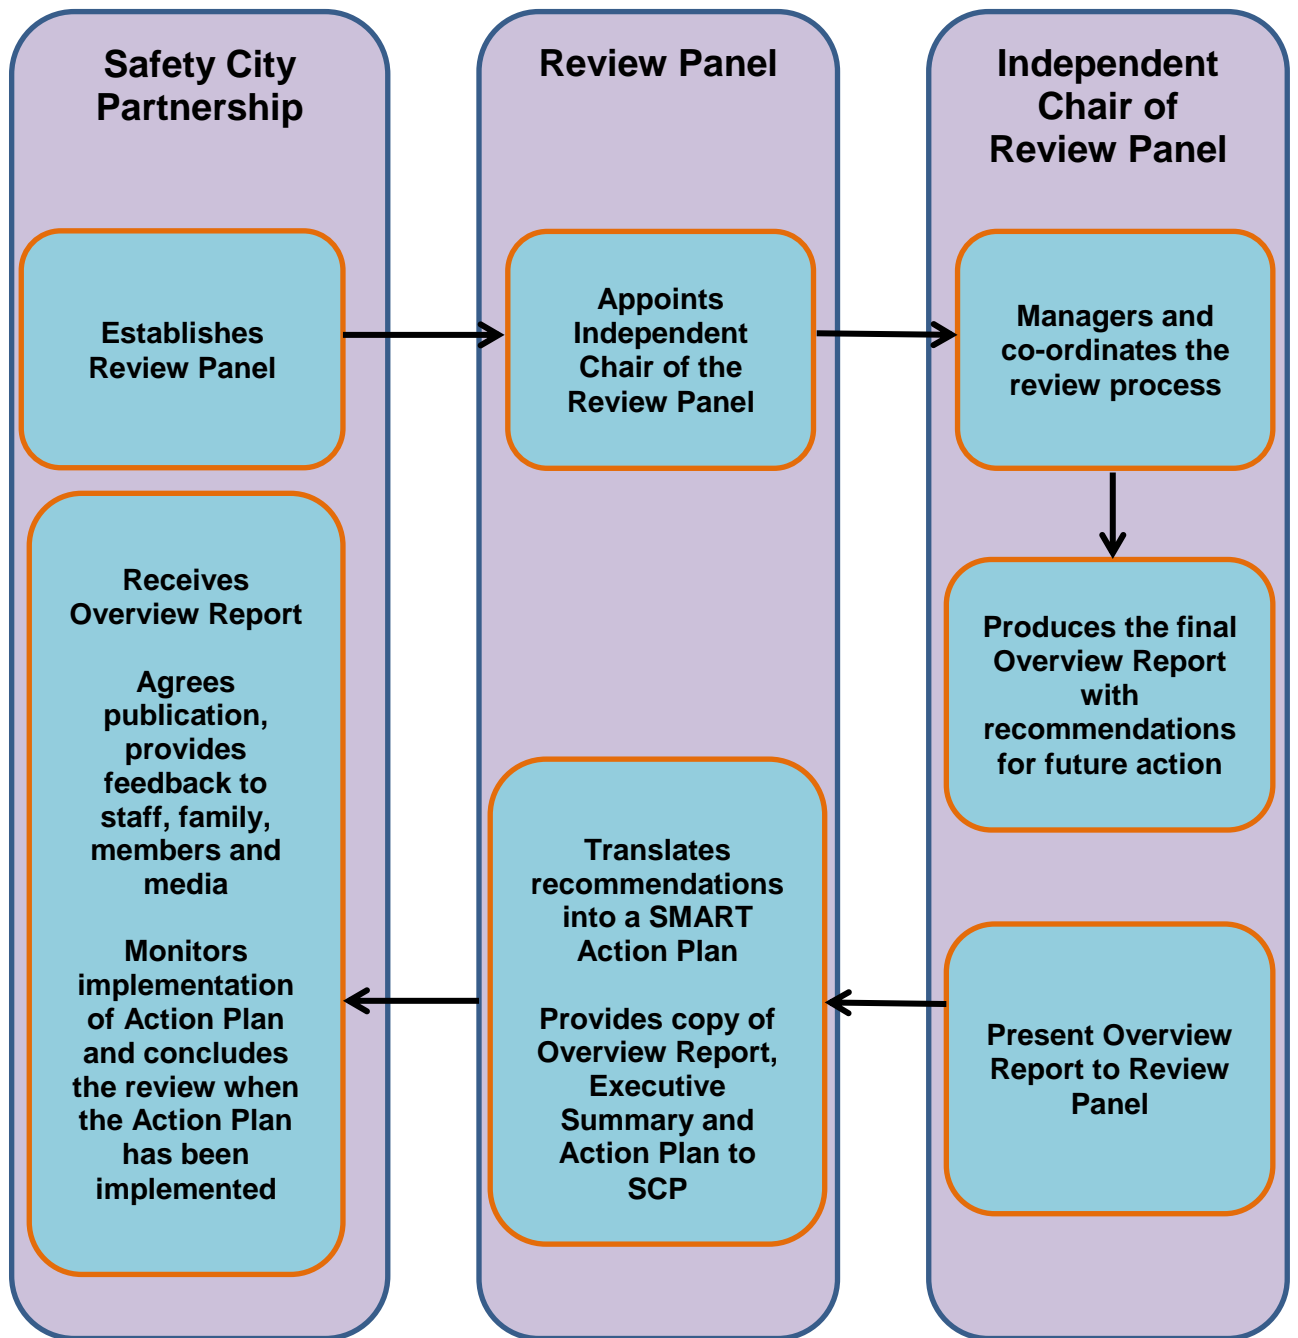 Safety City
Partnership
Establishes
Review Panel
Receives
Overview Report
Agrees
publication,
provides
feedback to
staff, family,
members and
media
Monitors
implementation
of Action Plan
and concludes
the review when
the Action Plan
has been
implemented
Review Panel
Appoints
Independent
Chair of the
Review Panel
Translates
recommendations
into a SMART
Action Plan
Provides copy of
Overview Report,
Executive
Summary and
Action Plan to
SCP
Independent
Chair of
Review Panel
Managers and
co-ordinates the
review process
Produces the final
Overview Report
with
recommendations
for future action
Present Overview
Report to Review
Panel